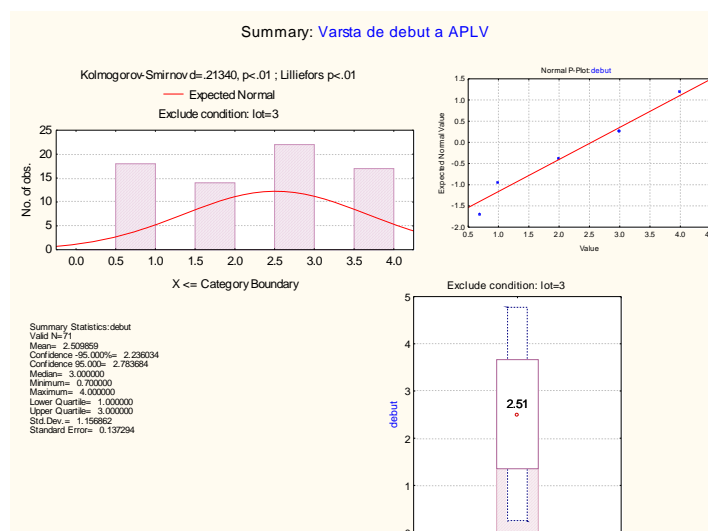 Summary: Varsta de debut a APLV
Kolmogorov-Smirnov d=.21340, p<.01 ; Lilliefors p<.01
Expected Normal
Exclude condition: lot=3
25
20
15
10
5
0
No. of obs.
0.0 0.5 1.0 1.5 2.0 2.5 3.0 3.5 4.0
X <= Category Boundary
Normal P-Plot:debut
1.5
1.0
0.5
0.0
-0.5
-1.0
-1.5
-2.0
Expected Normal Value
0.5 1.0 1.5 2.0 2.5 3.0 3.5 4.0
Value
Summary Statistics:debut
Valid N=71
Mean= 2.509859
Confidence -95.000%= 2.236034
Confidence 95.000= 2.783684
Median= 3.000000
Minimum= 0.700000
Maximum= 4.000000
Lower Quartile= 1.000000
Upper Quartile= 3.000000
Std.Dev.= 1.156862
Standard Error= 0.137294
Exclude condition: lot=3
5
4
3
2
1
debut
2.51